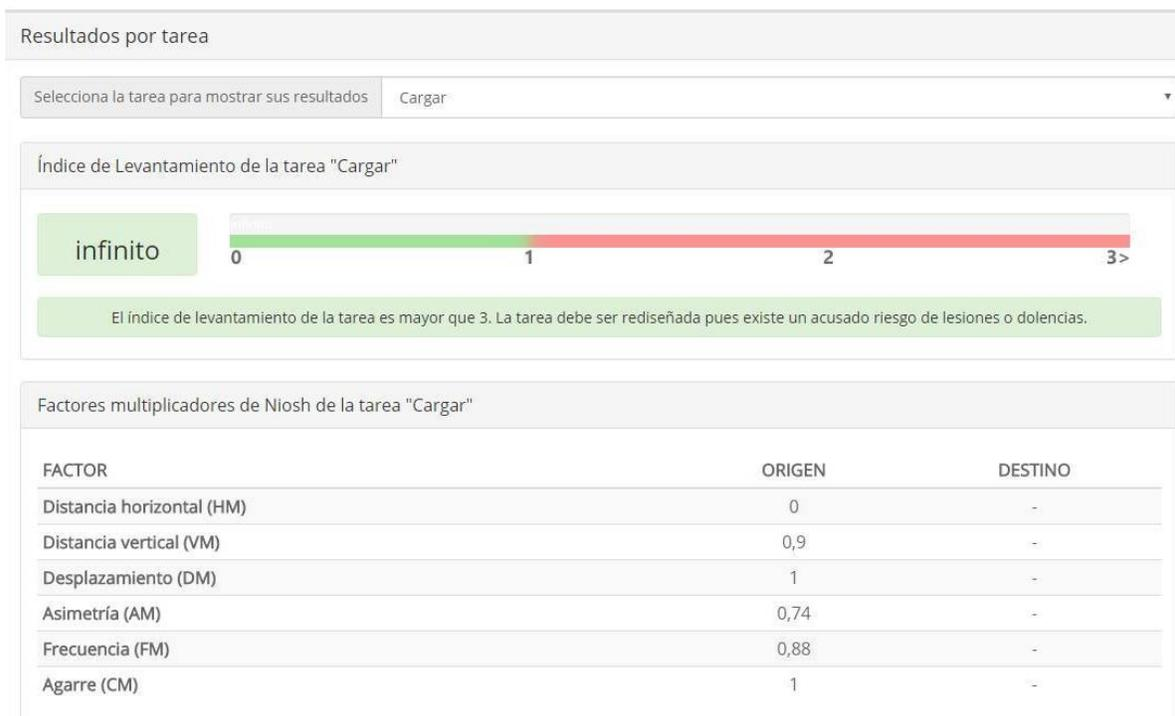 Resultados por tarea
Selecciona la tarea para mostrar sus resultados Cargar
Índice de Levantamiento de la tarea "Cargar"
infinito
0 1 2 3>
El índice de levantamiento de la tarea es mayor que 3. La tarea debe ser rediseñada pues existe un acusado riesgo de lesiones o dolencias.
Factores multiplicadores de Niosh de la tarea "Cargar"
FACTOR ORIGEN DESTINO
Distancia horizontal (HM) 0 -
Distancia vertical (VM) 0,9 -
Desplazamiento (DM) 1 -
Asimetría (AM) 0,74 -
Frecuencia (FM) 0,88 -
Agarre (CM) 1 -